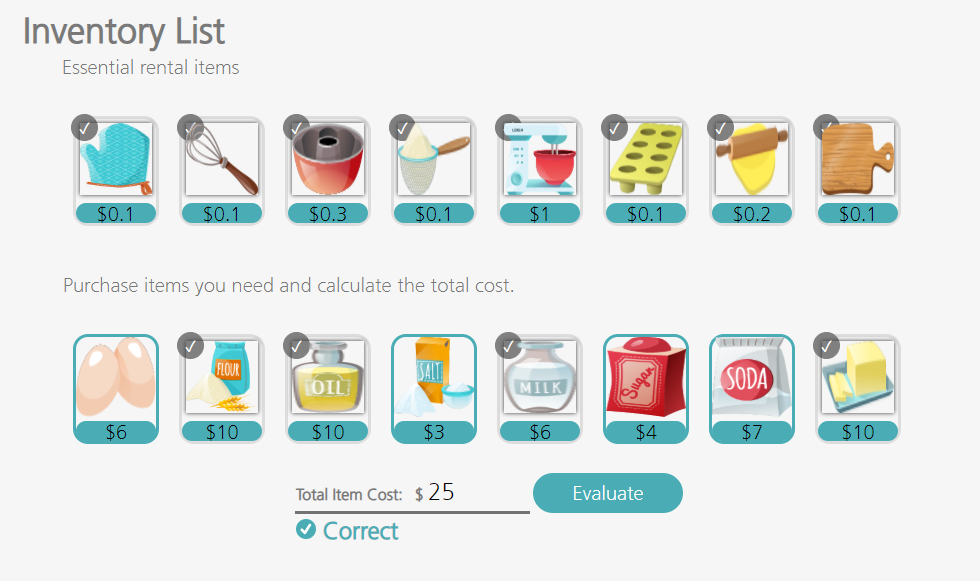 Inventory List
Essential rental items
$0.1 $0.1 $0.3 $0.1 $1 $0.1 $0.2 $0.1
Purchase items you need and calculate the total cost.
FLOUR OIL SALT MILK Sugar SODA
$6 $10 $10 $3 $6 $4 $7 $10
Total Item Cost: $ 25 Evaluate
Correct